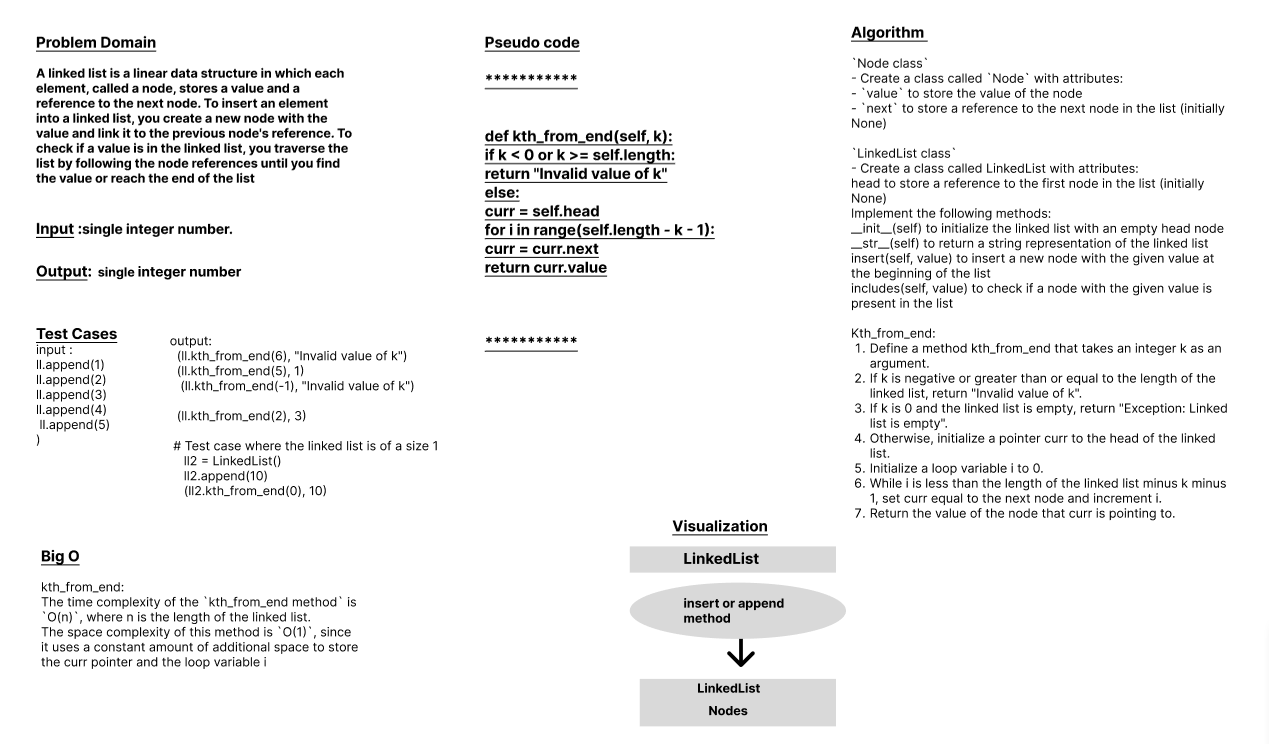 Problem Domain
A linked list is a linear data structure in which each
element, called a node, stores a value and a
reference to the next node. To insert an element
into a linked list, you create a new node with the
value and link it to the previous node's reference. To
check if a value is in the linked list, you traverse the
list by following the node references until you find
the value or reach the end of the list
Input :single integer number.
Output: single integer number
Test Cases
input :
ll.append(1)
ll.append(2)
ll.append(3)
ll.append(4)
ll.append(5)
)
output:
(ll.kth_from_end(6), "Invalid value of k")
(ll.kth_from_end(5), 1)
(ll.kth_from_end(-1), "Invalid value of k")
(ll.kth_from_end(2), 3)
# Test case where the linked list is of a size 1
ll2 = LinkedList()
ll2.append(10)
(ll2.kth_from_end(0), 10)
Big O
kth_from_end:
The time complexity of the `kth_from_end method` is
`O(n)`, where n is the length of the linked list.
The space complexity of this method is `O(1)`, since
it uses a constant amount of additional space to store
the curr pointer and the loop variable i
Pseudo code
***********
def kth_from_end(self, k):
if k < 0 or k >= self.length:
return "Invalid value of k"
else:
curr = self.head
for i in range(self.length - k - 1):
curr = curr.next
return curr.value
***********
Visualization
LinkedList
insert or append
method
LinkedList
Nodes
Algorithm
`Node class`
- Create a class called `Node` with attributes:
- `value` to store the value of the node
- `next` to store a reference to the next node in the list (initially
None)
`LinkedList class`
- Create a class called LinkedList with attributes:
head to store a reference to the first node in the list (initially
None)
Implement the following methods:
__init__(self) to initialize the linked list with an empty head node
__str__(self) to return a string representation of the linked list
insert(self, value) to insert a new node with the given value at
the beginning of the list
includes(self, value) to check if a node with the given value is
present in the list
Kth_from_end:
1. Define a method kth_from_end that takes an integer k as an
argument.
2. If k is negative or greater than or equal to the length of the
linked list, return "Invalid value of k".
3. If k is 0 and the linked list is empty, return "Exception: Linked
list is empty".
4. Otherwise, initialize a pointer curr to the head of the linked
list.
5. Initialize a loop variable i to 0.
6. While i is less than the length of the linked list minus k minus
1, set curr equal to the next node and increment i.
7. Return the value of the node that curr is pointing to.